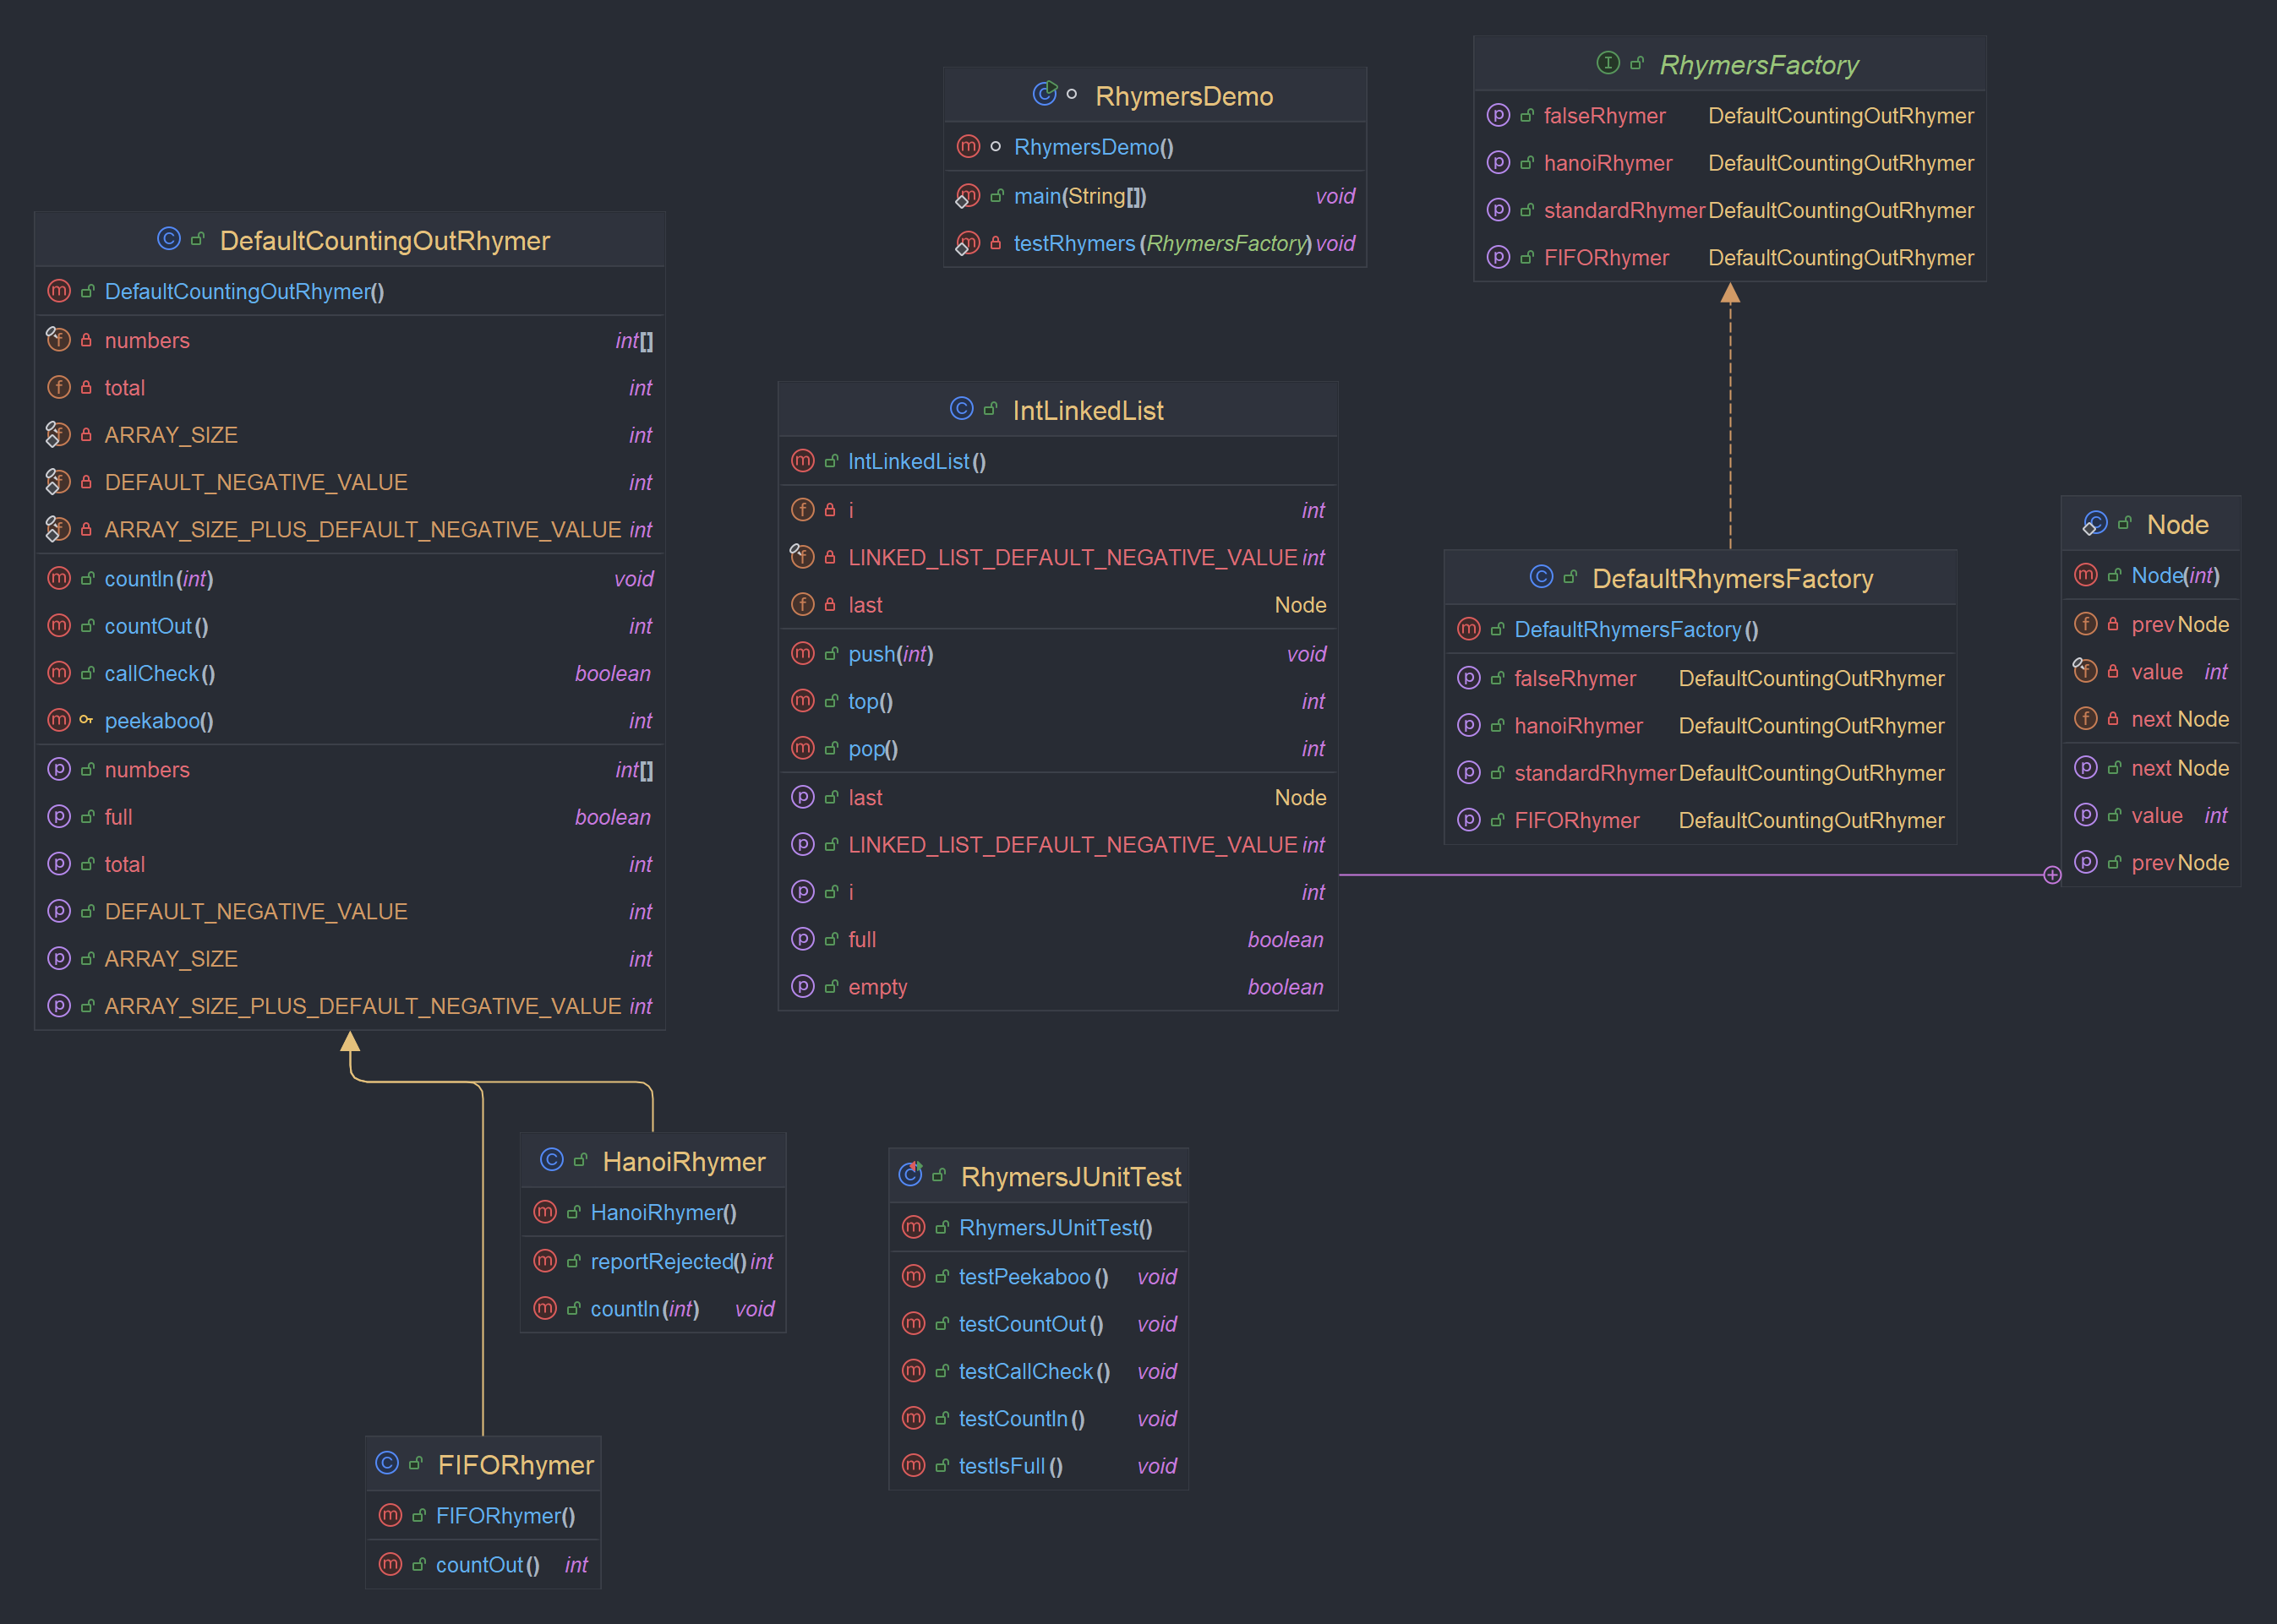 RhymersDemo
RhymersDemo()
main(String[]) void
testRhymers(RhymersFactory) void
RhymersFactory
falseRhymer DefaultCountingOutRhymer
hanoiRhymer DefaultCountingOutRhymer
standardRhymer DefaultCountingOutRhymer
FIFORhymer DefaultCountingOutRhymer
DefaultCountingOutRhymer
DefaultCountingOutRhymer()
numbers int[]
total int
ARRAY_SIZE int
DEFAULT_NEGATIVE_VALUE int
ARRAY_SIZE_PLUS_DEFAULT_NEGATIVE_VALUE int
countIn(int) void
countOut() int
callCheck() boolean
peekaboo() int
numbers int[]
full boolean
total int
DEFAULT_NEGATIVE_VALUE int
ARRAY_SIZE int
ARRAY_SIZE_PLUS_DEFAULT_NEGATIVE_VALUE int
IntLinkedList
IntLinkedList()
i int
LINKED_LIST_DEFAULT_NEGATIVE_VALUE int
last Node
push(int) void
top() int
pop() int
last Node
LINKED_LIST_DEFAULT_NEGATIVE_VALUE int
i int
full boolean
empty boolean
DefaultRhymersFactory
DefaultRhymersFactory()
falseRhymer DefaultCountingOutRhymer
hanoiRhymer DefaultCountingOutRhymer
standardRhymer DefaultCountingOutRhymer
FIFORhymer DefaultCountingOutRhymer
Node
Node(int)
prev Node
value int
next Node
next Node
value int
prev Node
HanoiRhymer
HanoiRhymer()
reportRejected() int
countIn(int) void
RhymersJUnitTest
RhymersJUnitTest()
testPeekaboo() void
testCountOut() void
testCallCheck() void
testCountIn() void
testIsFull() void
FIFORhymer
FIFORhymer()
countOut() int